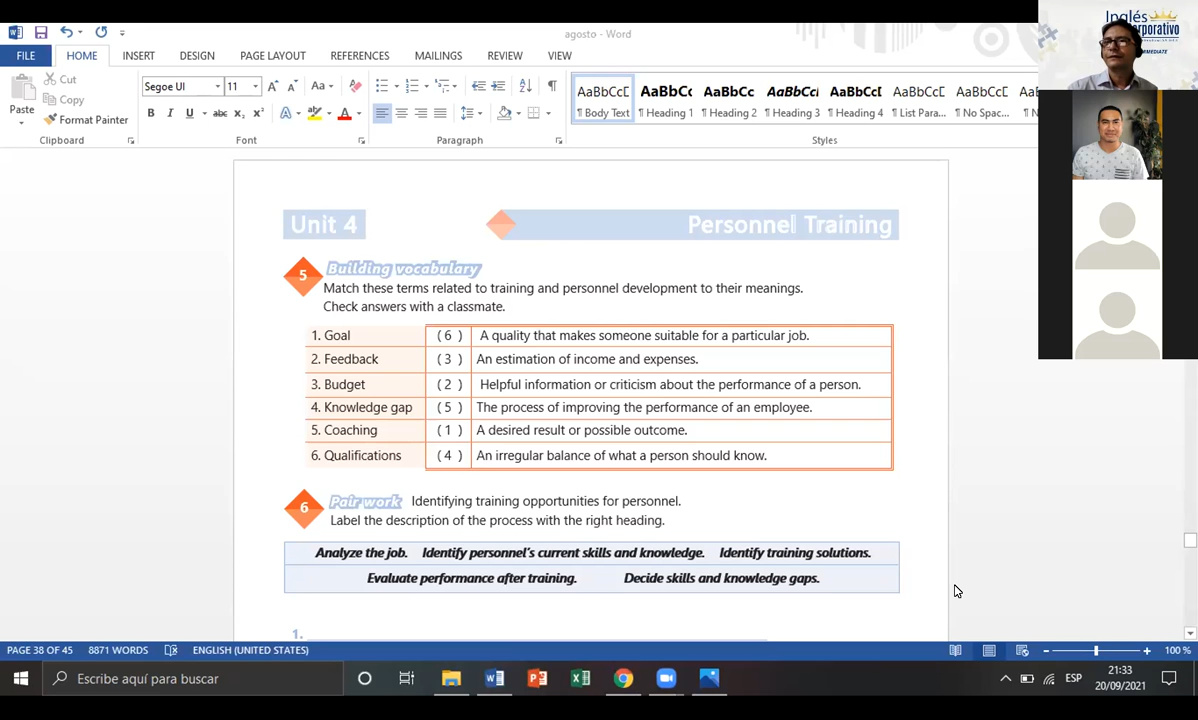 agosto - Word
FILE HOME INSERT DESIGN PAGE LAYOUT REFERENCES MAILINGS REVIEW VIEW
Cut
Copy
Format Painter
Paste
Clipboard
Segoe UI 11
Font
Paragraph
AaBbCcD AaBbCc AaBbCc AaBbCcI AaBbCcD AaBbCcD AaBbCcD AaBbCcD
¶ Body Text ¶ Heading 1 ¶ Heading 2 ¶ Heading 3 ¶ Heading 4 ¶ List Para... ¶ No Spac...
Styles
Inglés
Corporativo
Unit 4 Personnel Training
5 Building vocabulary
Match these terms related to training and personnel development to their meanings.
Check answers with a classmate.
1. Goal ( 6 ) A quality that makes someone suitable for a particular job.
2. Feedback ( 3 ) An estimation of income and expenses.
3. Budget ( 2 ) Helpful information or criticism about the performance of a person.
4. Knowledge gap ( 5 ) The process of improving the performance of an employee.
5. Coaching ( 1 ) A desired result or possible outcome.
6. Qualifications ( 4 ) An irregular balance of what a person should know.
6 Pair work Identifying training opportunities for personnel.
Label the description of the process with the right heading.
Analyze the job. Identify personnel's current skills and knowledge. Identify training solutions.
Evaluate performance after training. Decide skills and knowledge gaps.
1.
PAGE 38 OF 45 8871 WORDS ENGLISH (UNITED STATES) 100 %
Escribe aquí para buscar
ESP
21:33
20/09/2021